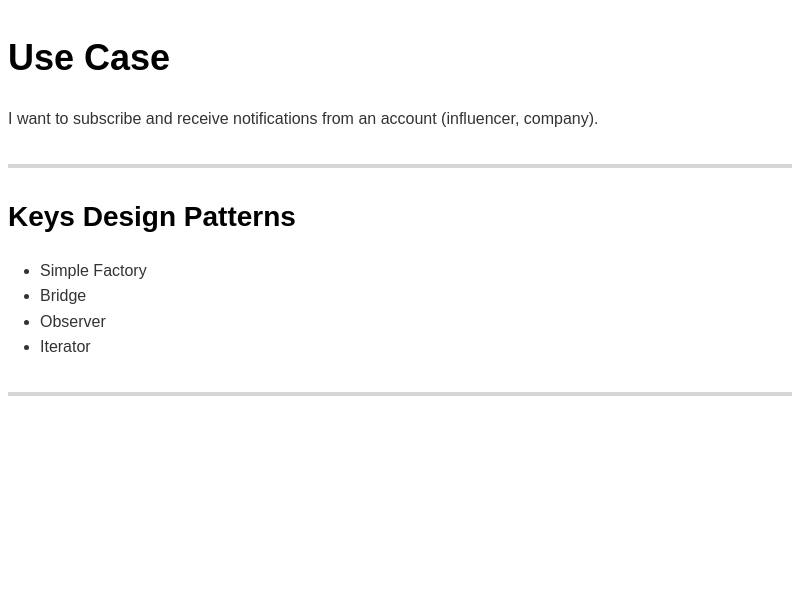 Use Case
I want to subscribe and receive notifications from an account (influencer, company).
Keys Design Patterns
Simple Factory
Bridge
Observer
Iterator